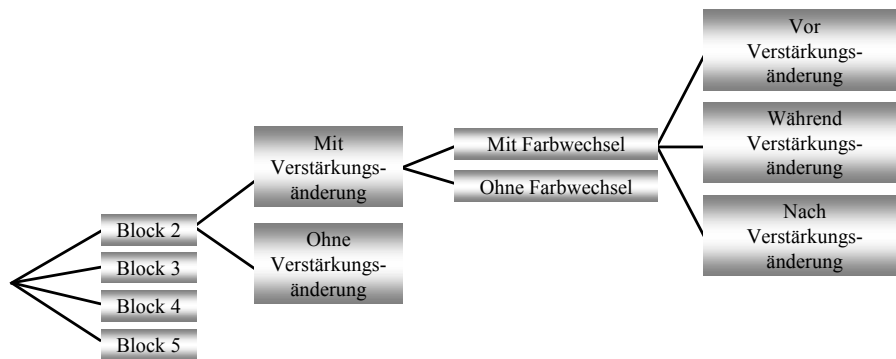 Block 2
Block 3
Block 4
Block 5
Mit
Verstärkungs-
änderung
Ohne
Verstärkungs-
änderung
Mit Farbwechsel
Ohne Farbwechsel
Vor
Verstärkungs-
änderung
Während
Verstärkungs-
änderung
Nach
Verstärkungs-
änderung